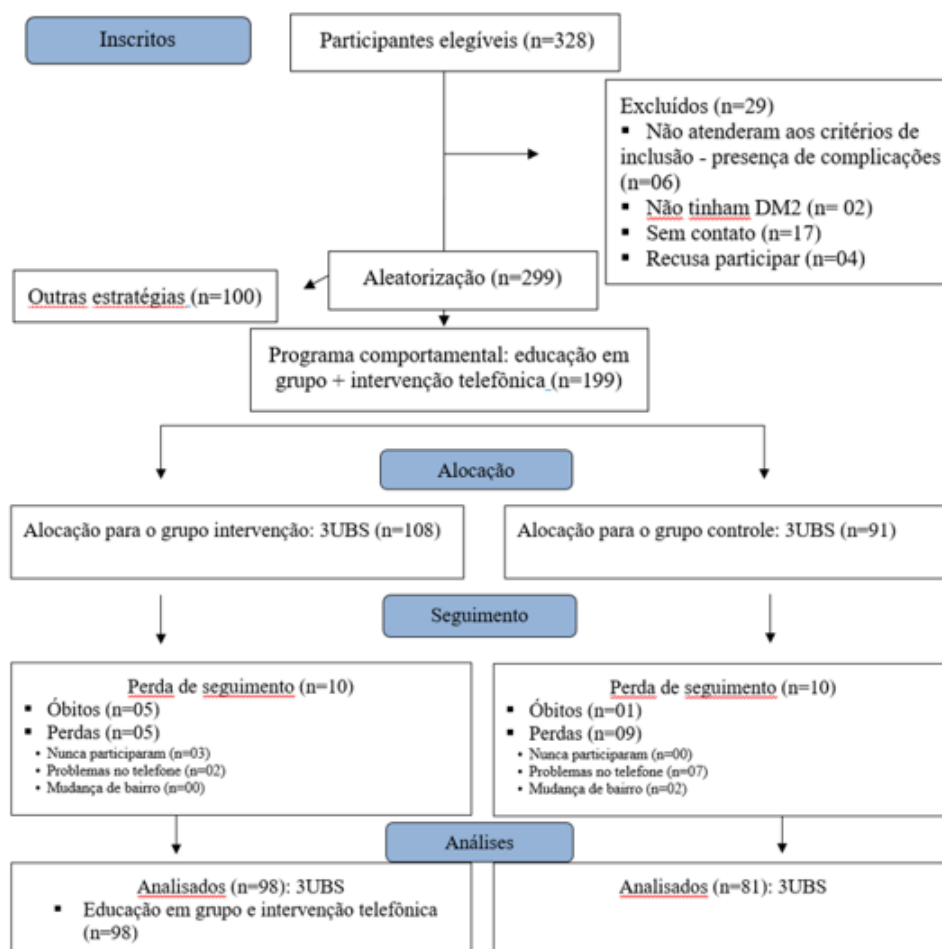 Inscritos
Participantes elegíveis (n=328)
Excluídos (n=29)
▪ Não atenderam aos critérios de
inclusão - presença de complicações
(n=06)
▪ Não tinham DM2 (n= 02)
▪ Sem contato (n=17)
▪ Recusa participar (n=04)
Aleatorização (n=299)
Outras estratégias (n=100)
Programa comportamental: educação em
grupo + intervenção telefônica (n=199)
Alocação
Alocação para o grupo intervenção: 3UBS (n=108)
Alocação para o grupo controle: 3UBS (n=91)
Seguimento
Perda de seguimento (n=10)
▪ Óbitos (n=05)
▪ Perdas (n=05)
• Nunca participaram (n=03)
• Problemas no telefone (n=02)
• Mudança de bairro (n=00)
Perda de seguimento (n=10)
▪ Óbitos (n=01)
▪ Perdas (n=09)
• Nunca participaram (n=00)
• Problemas no telefone (n=07)
• Mudança de bairro (n=02)
Análises
Analisados (n=98): 3UBS
▪ Educação em grupo e intervenção telefônica
(n=98)
Analisados (n=81): 3UBS